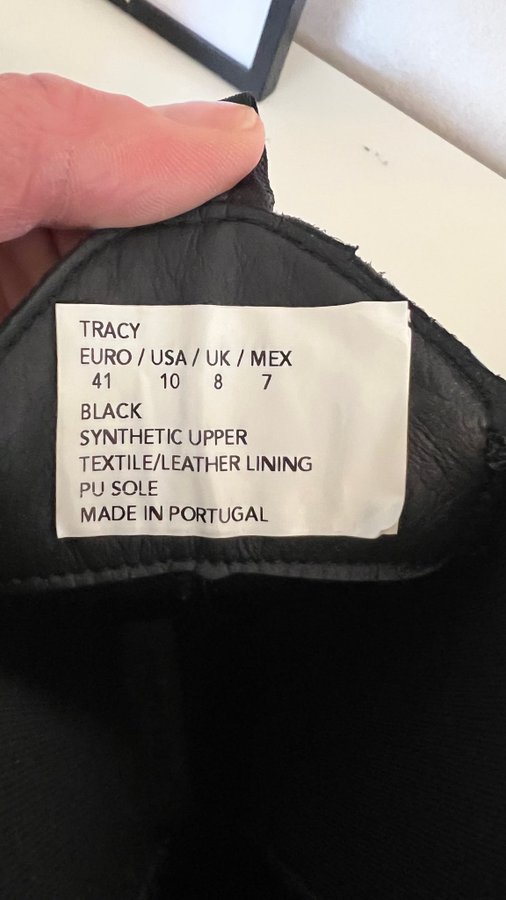 TRACY
EURO / USA / UK / MEX
41 10 8 7
BLACK
SYNTHETIC UPPER
TEXTILE/LEATHER LINING
PU SOLE
MADE IN PORTUGAL